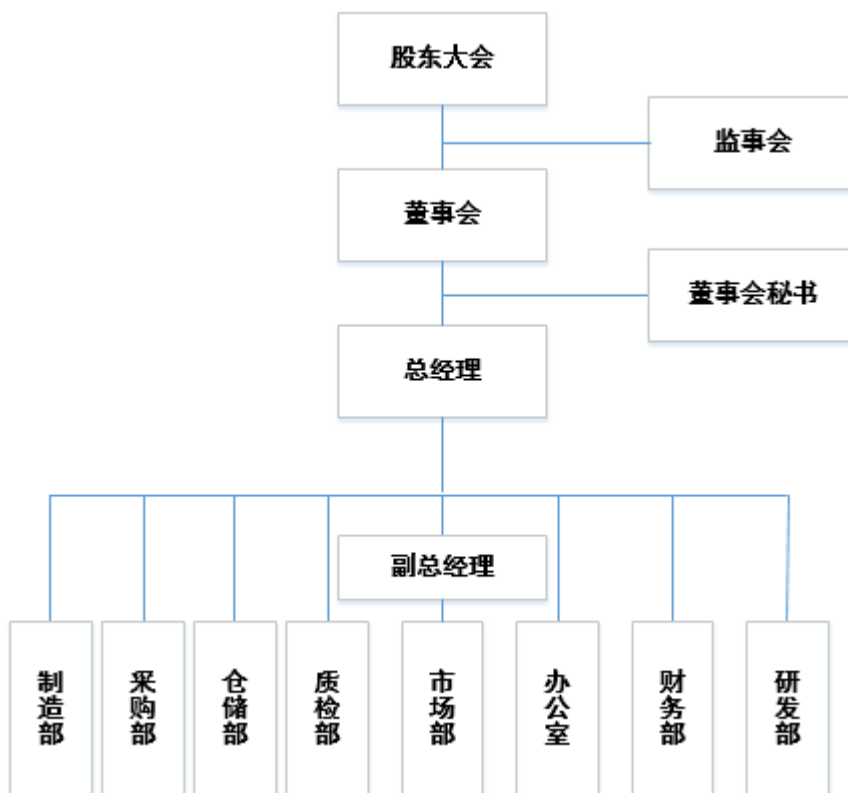 股东大会
监事会
董事会
董事会秘书
总经理
副总经理
制造部
采购部
仓储部
质检部
市场部
办公室
财务部
研发部